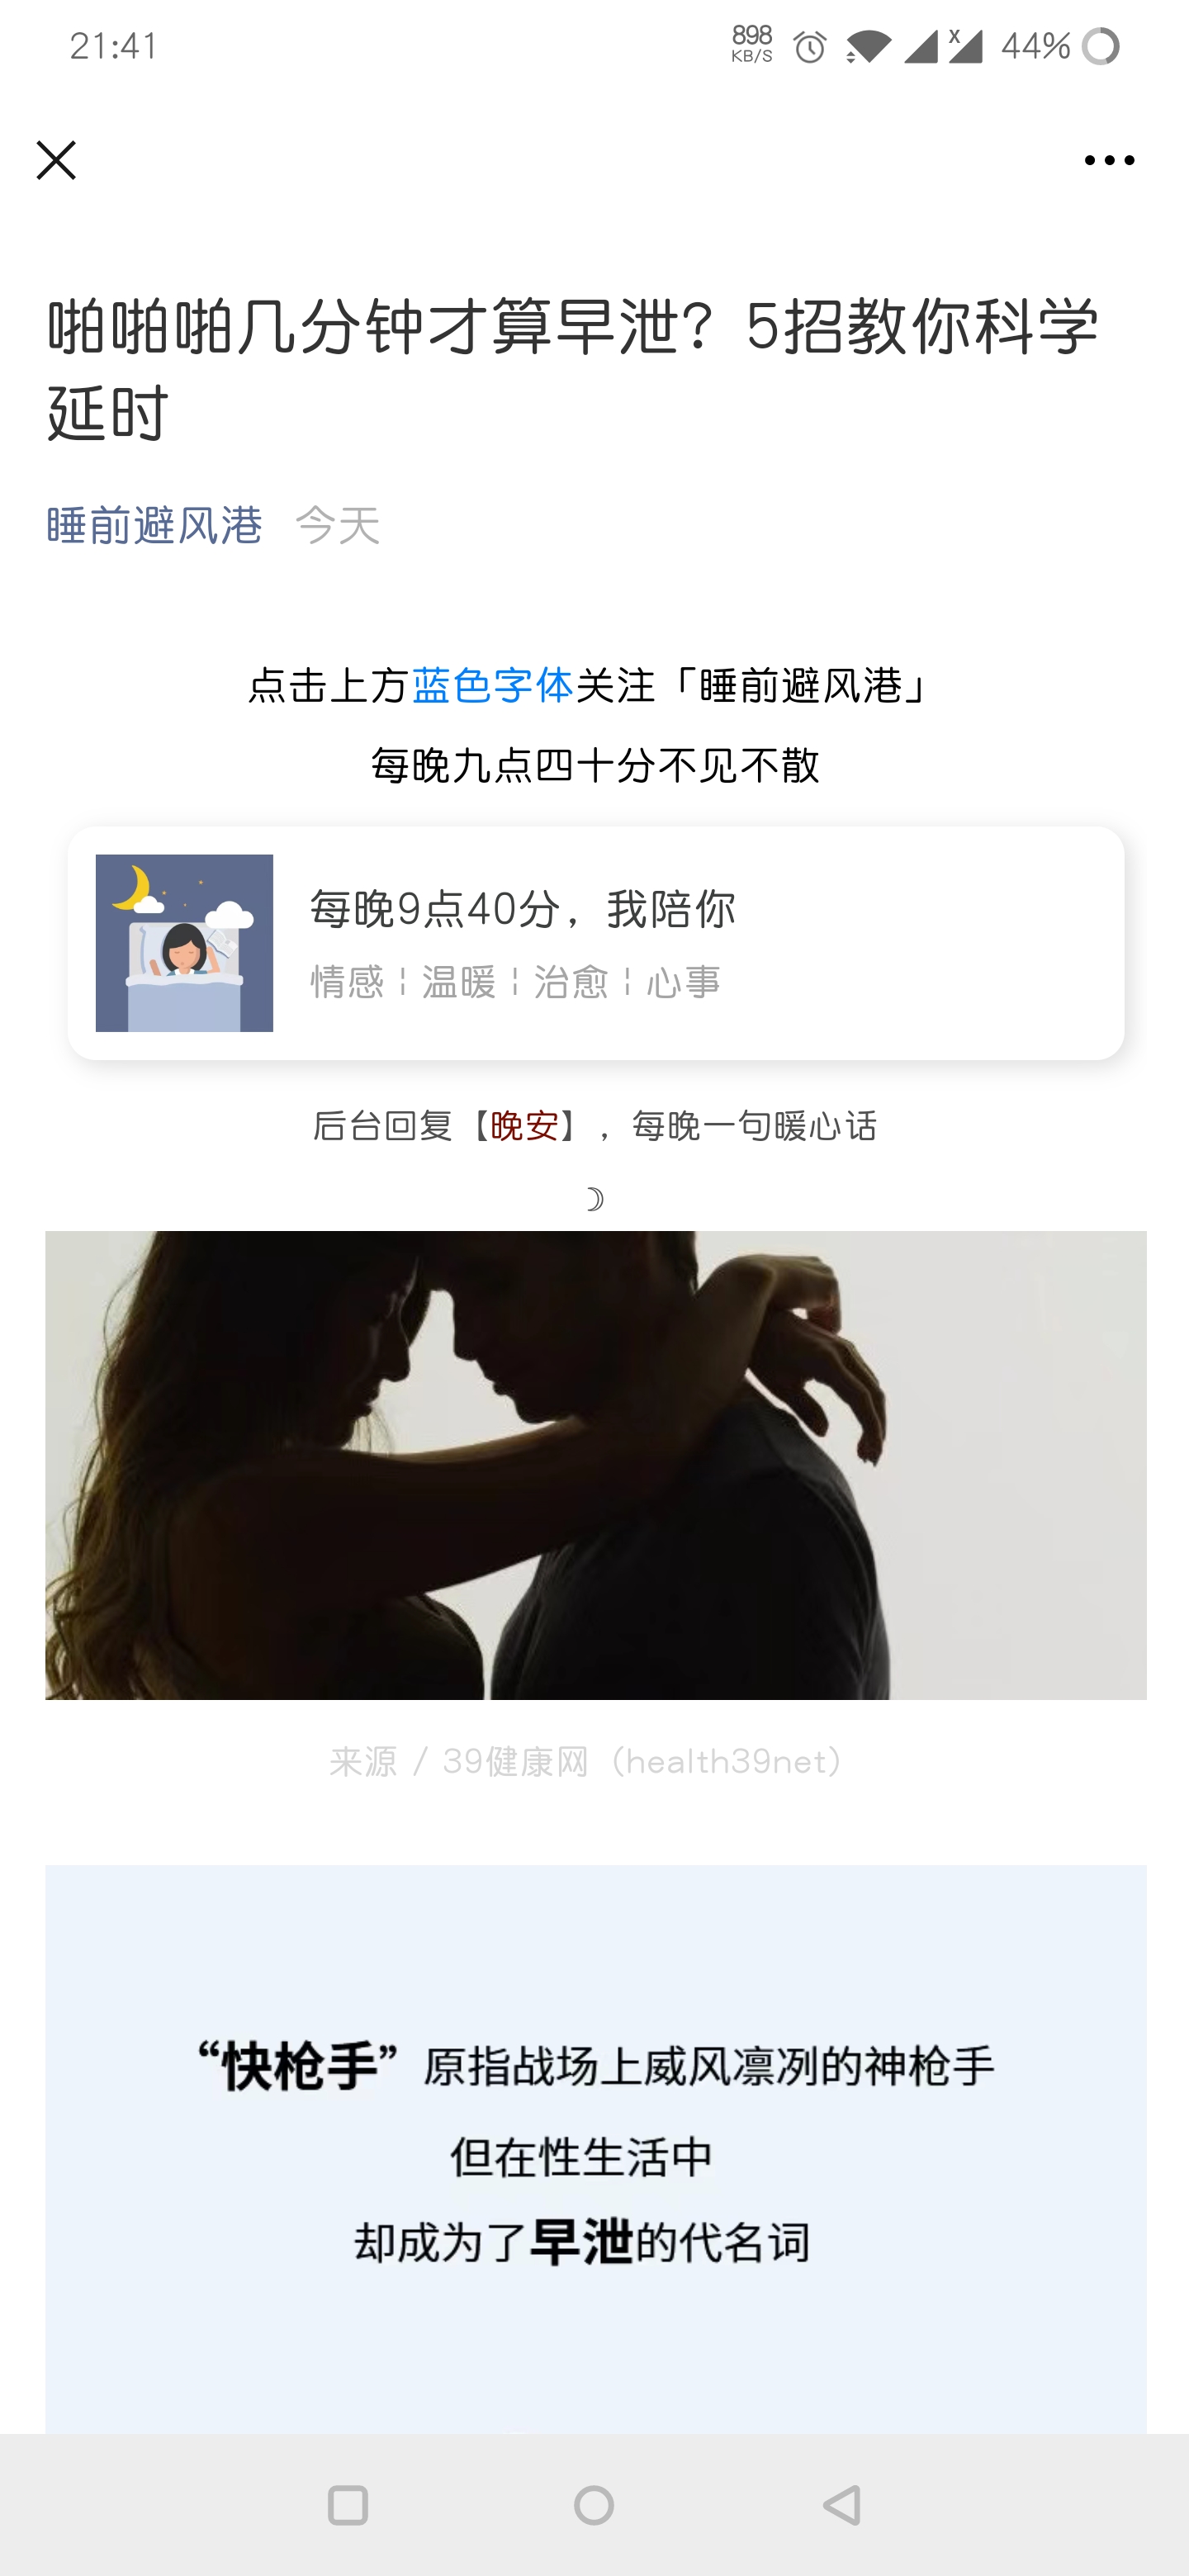 21:41
898
KB/S
x
44%
啪啪啪几分钟才算早泄？5招教你科学
延时
睡前避风港 今天
点击上方蓝色字体关注「睡前避风港」
每晚九点四十分不见不散
每晚9点40分，我陪你
情感 ¦ 温暖 ¦ 治愈 ¦ 心事
后台回复【晚安】，每晚一句暖心话
来源 / 39健康网（health39net）
“快枪手”原指战场上威风凛冽的神枪手
但在性生活中
却成为了早泄的代名词